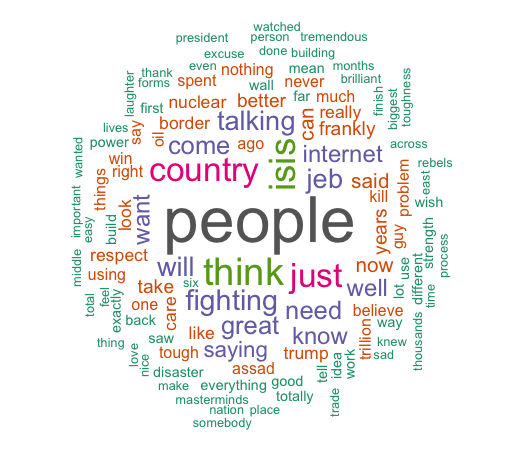 watched
president person tremendous
excuse done building
even nothing mean months
thank forms spent wall never brilliant
laughter first nuclear better far much finish biggest toughness
lives say border talking can really frankly across
power oil come ago isis internet
wanted win right country jeb said problem east rebels
important things look want people kill years guy wish
easy build respect will think just now strength
middle using take six well lot use different process
total feel exactly care fighting need believe time
one great know way trillion thousands
back like saying
thing saw trump tell idea work knew sad
love nice tough assad
disaster good
make everything totally trade
masterminds
nation place
somebody